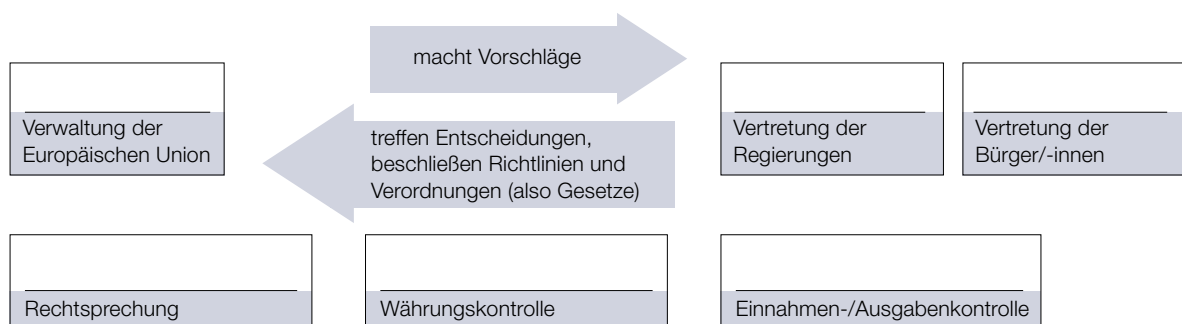 macht Vorschläge
Verwaltung der
Europäischen Union
treffen Entscheidungen,
beschließen Richtlinien und
Verordnungen (also Gesetze)
Vertretung der
Regierungen
Vertretung der
Bürger/-innen
Rechtsprechung
Währungskontrolle
Einnahmen-/Ausgabenkontrolle